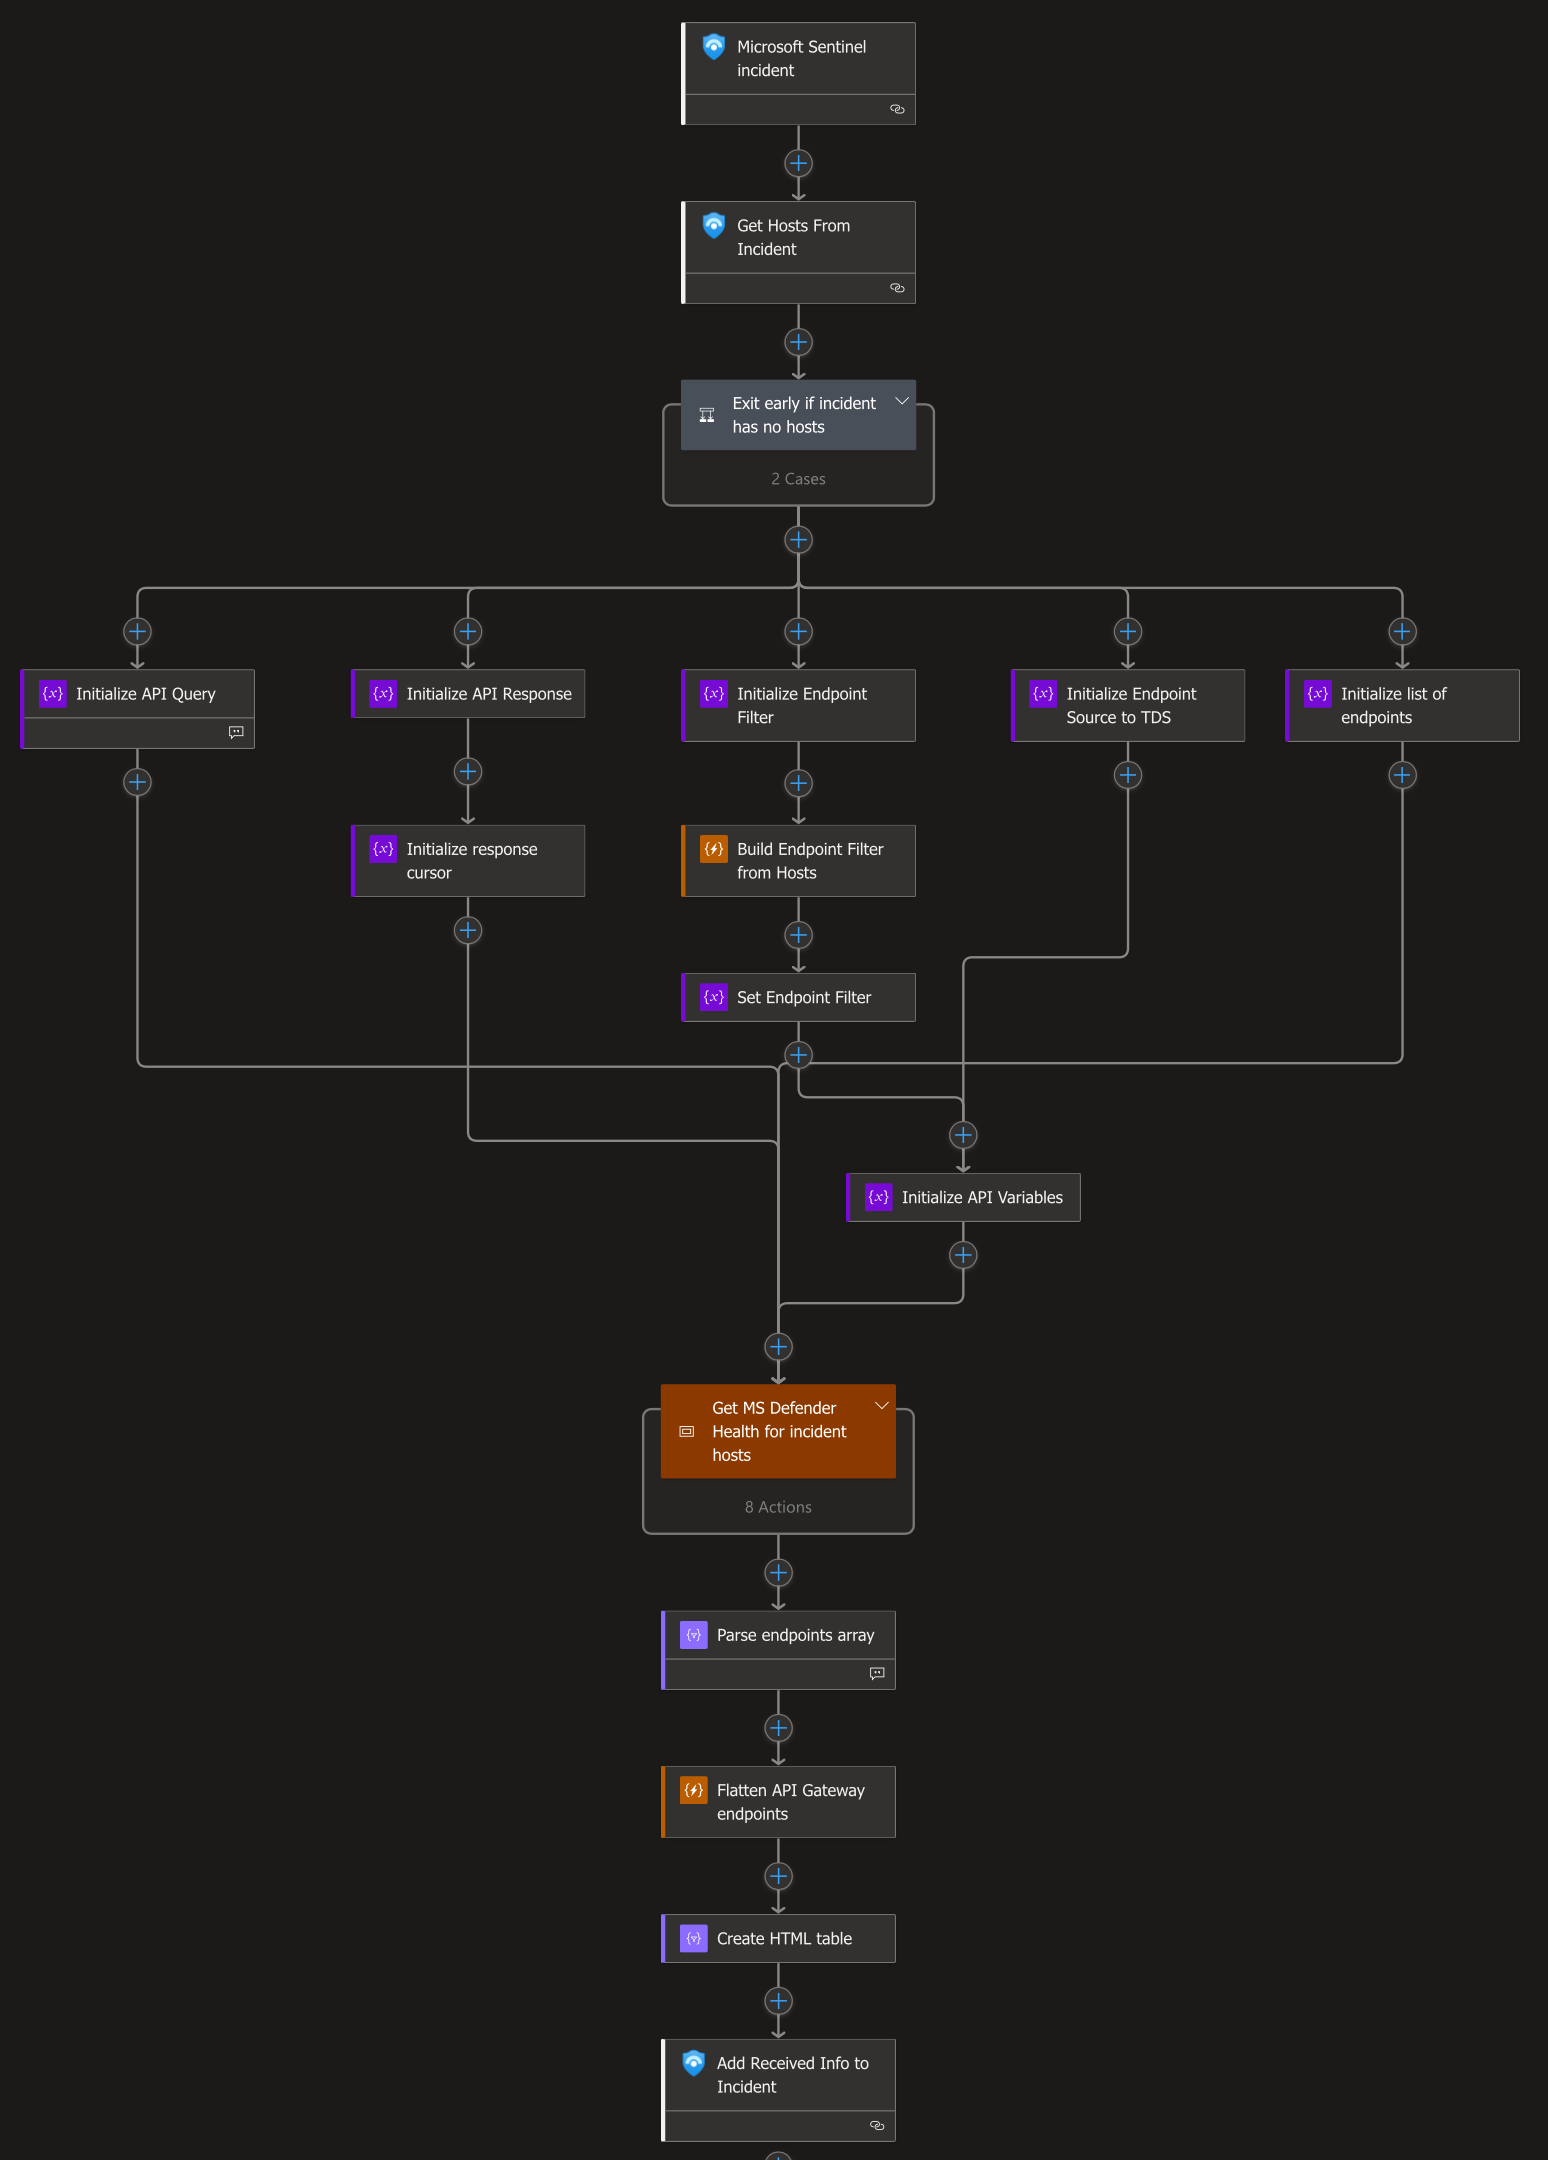 Microsoft Sentinel
incident
Get Hosts From
Incident
Exit early if incident
has no hosts
2 Cases
{x} Initialize API Query
{x} Initialize API Response
{x} Initialize Endpoint
Filter
{x} Initialize Endpoint
Source to TDS
{x} Initialize list of
endpoints
{x} Initialize response
cursor
Build Endpoint Filter
from Hosts
{x} Set Endpoint Filter
{x} Initialize API Variables
Get MS Defender
Health for incident
hosts
8 Actions
Parse endpoints array
Flatten API Gateway
endpoints
Create HTML table
Add Received Info to
Incident